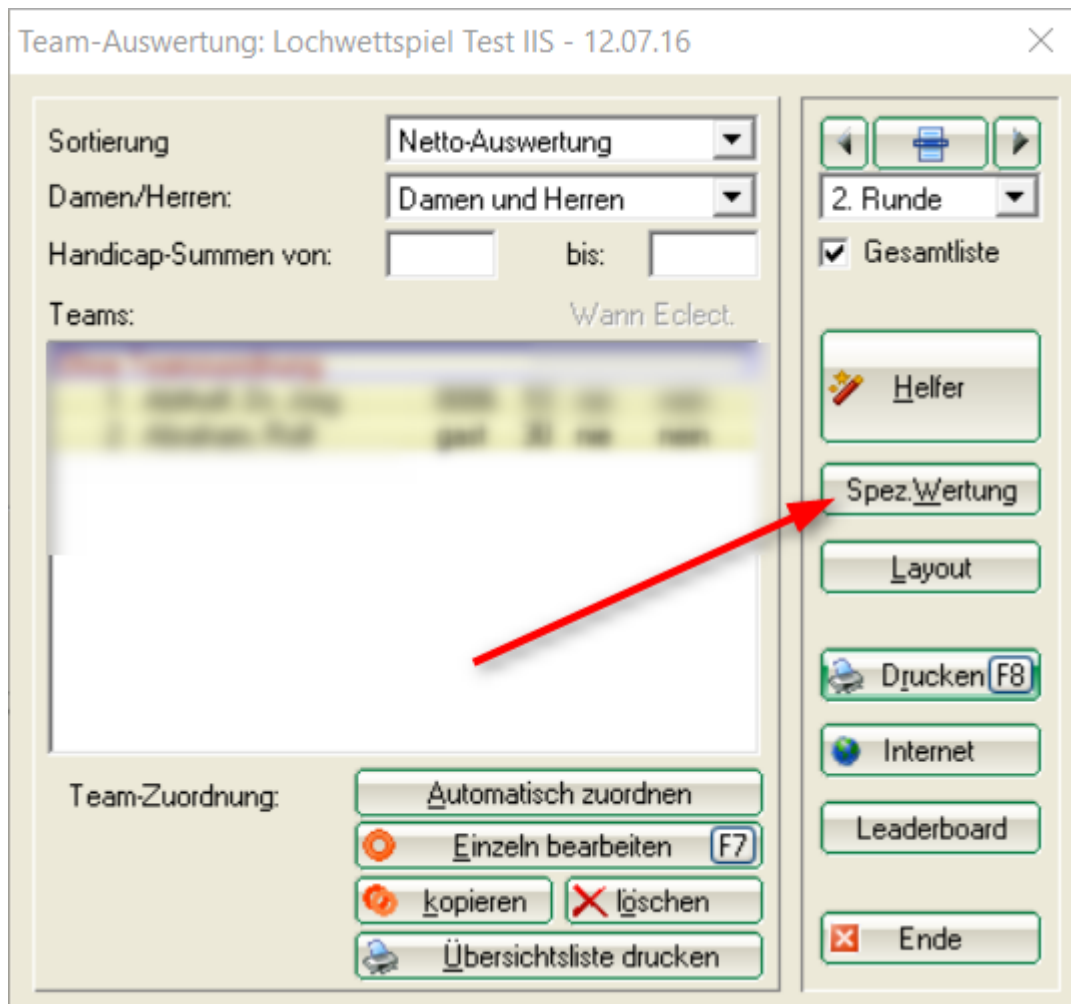 Team-Auswertung: Lochwettspiel Test IIS - 12.07.16
Sortierung
Netto-Auswertung
Damen/Herren:
Damen und Herren
Handicap-Summen von:
bis:
Teams:
Wann Eclect.
Team-Zuordnung:
Automatisch zuordnen
Einzeln bearbeiten F7
kopieren
löschen
Übersichtsliste drucken
2. Runde
Gesamtliste
Helfer
Spez.Wertung
Layout
Drucken F8
Internet
Leaderboard
Ende